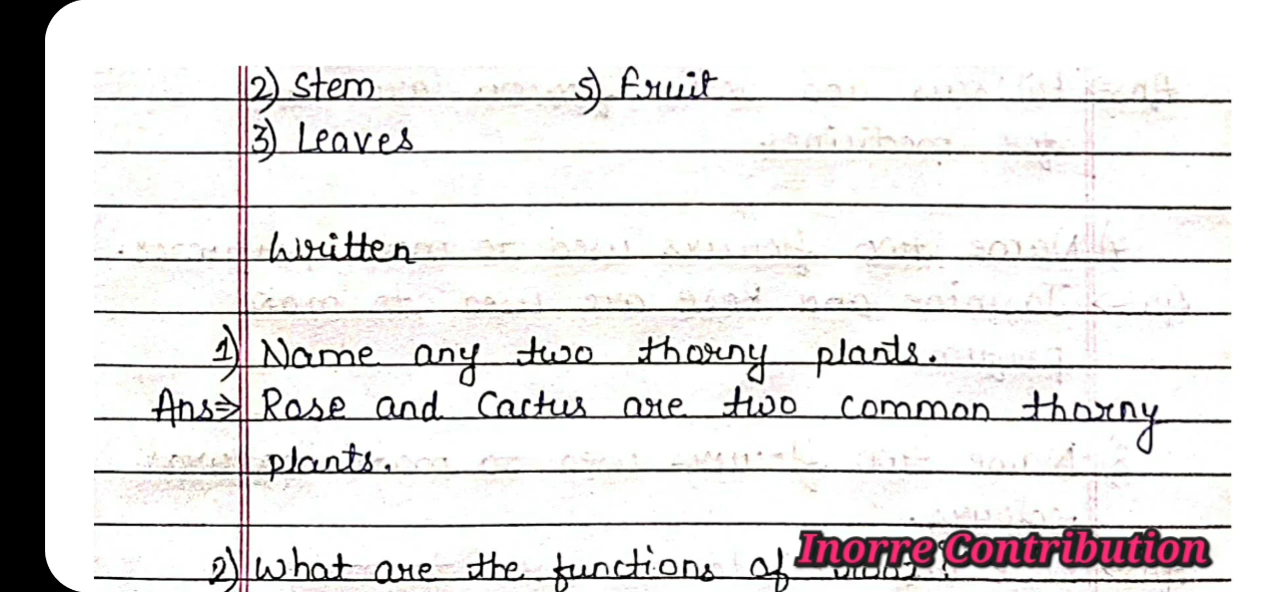 2) Stem 5) fruit
3) Leaves
Written
1) Name any two thorny plants.
Ans⇒ Rose and Cactus are two common thorny
plants.
2) What are the functions of
Inorre Contribution